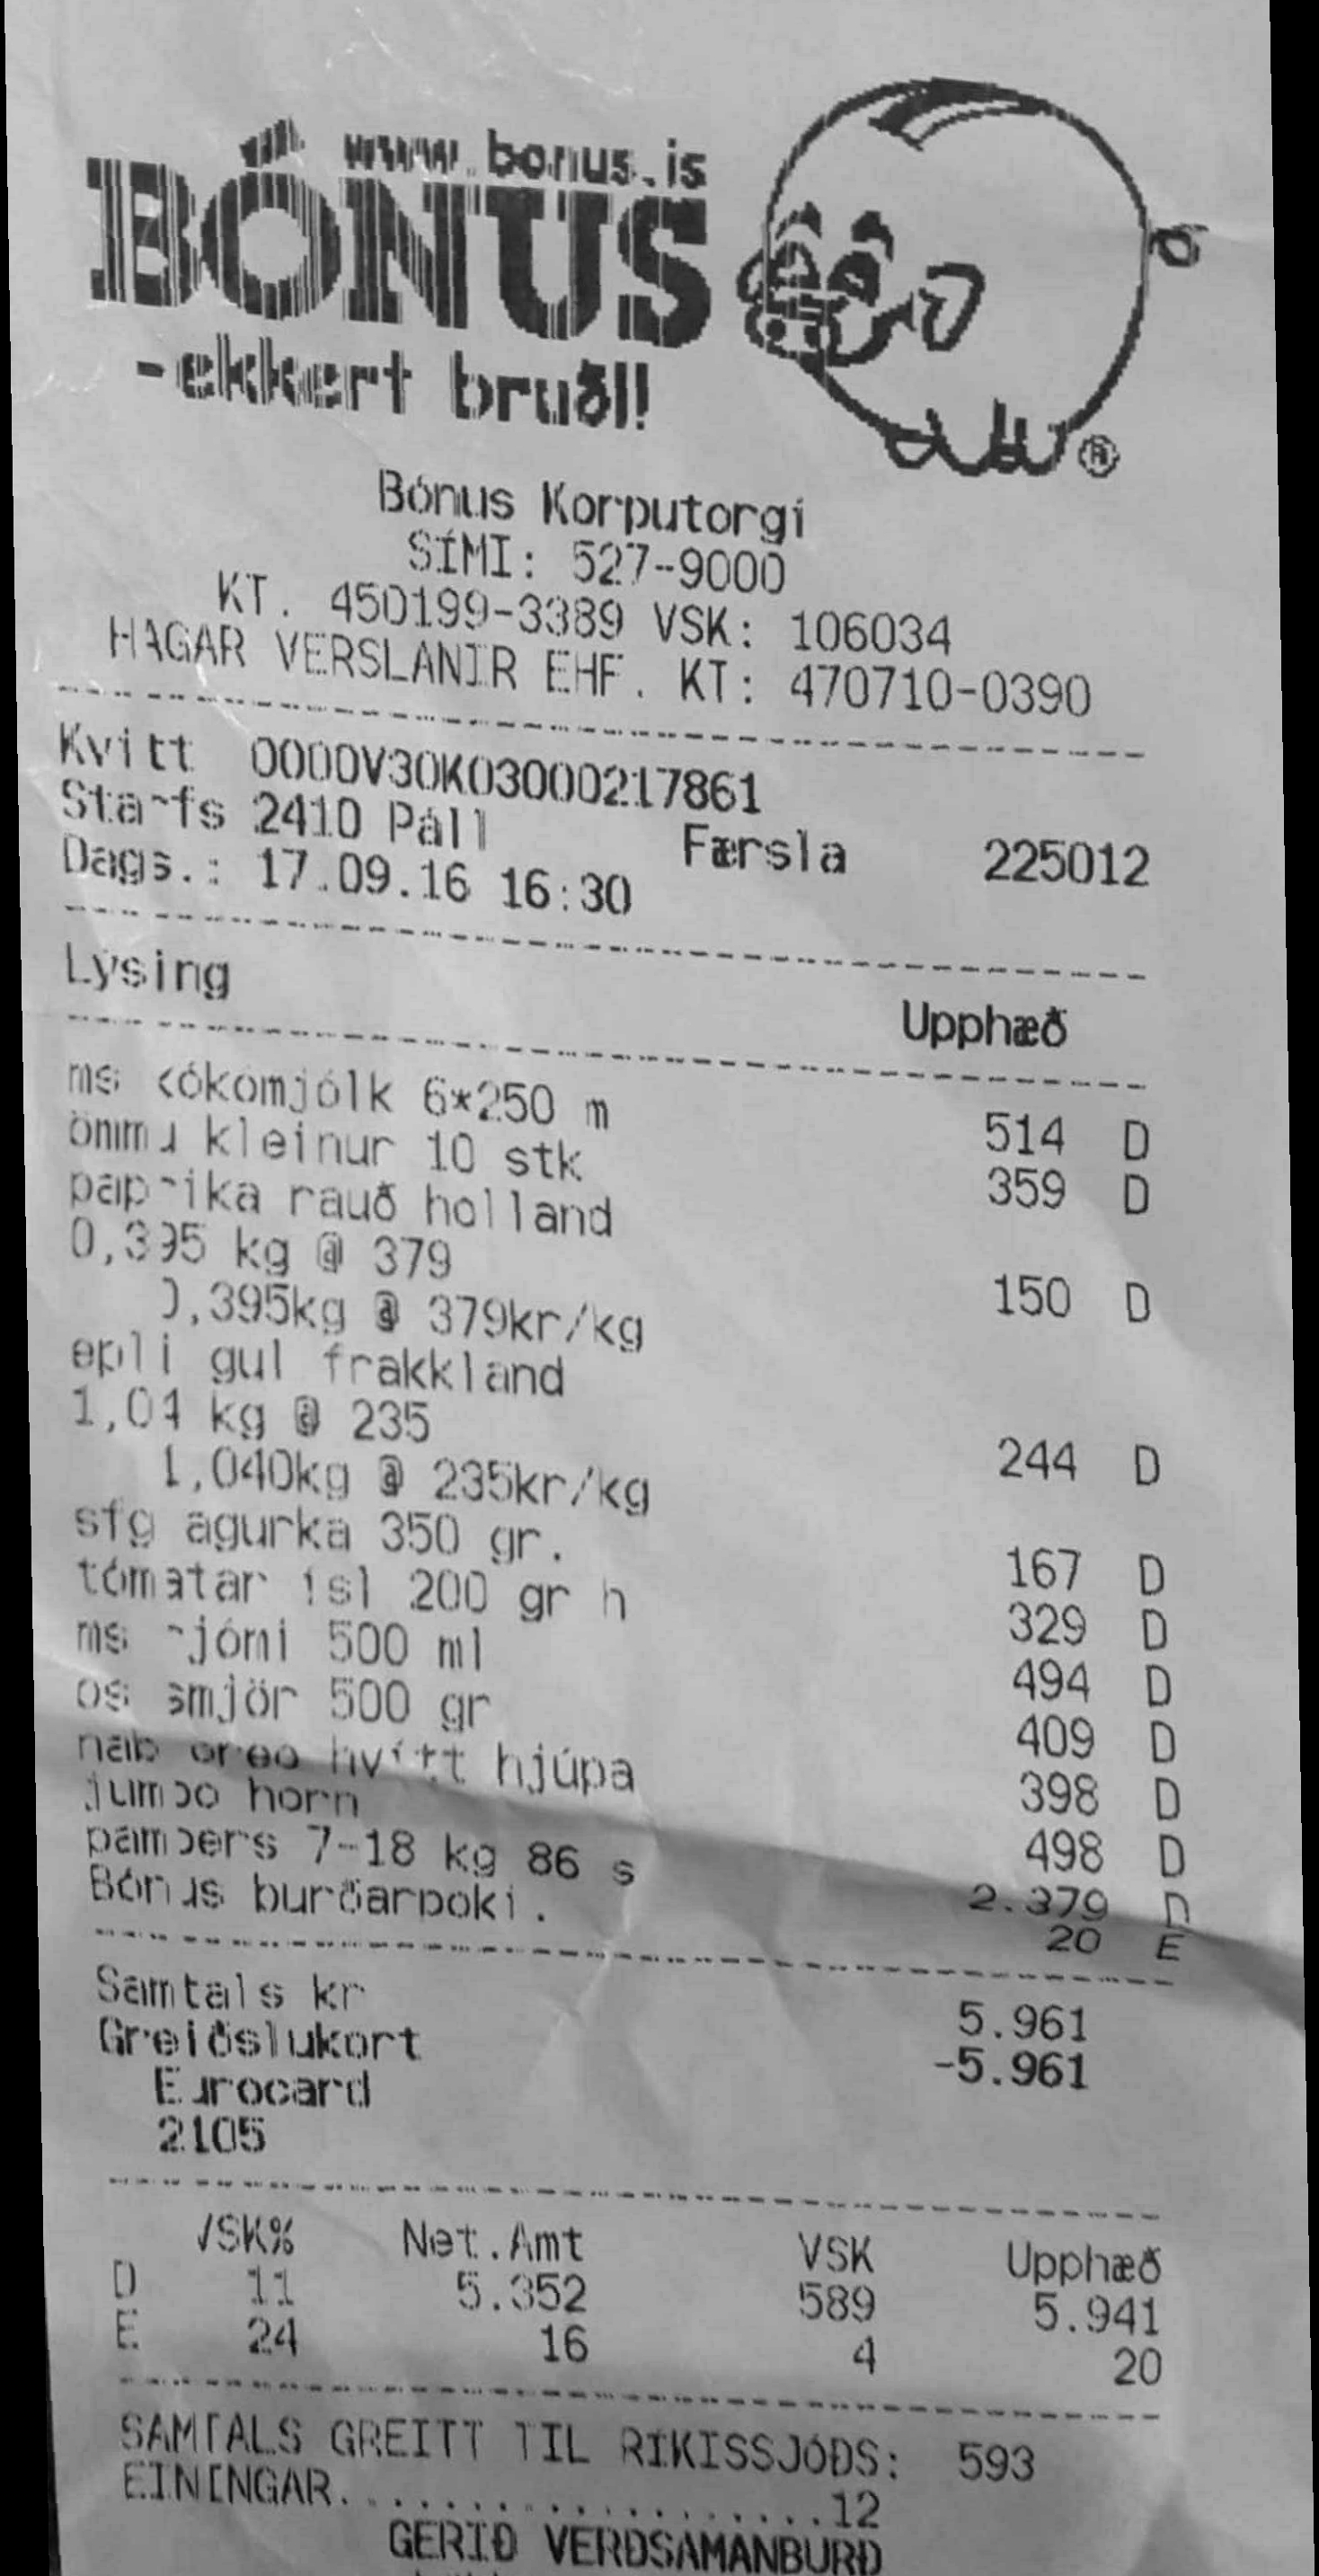 www.bonus.is
BÓNUS
-ekkert bruðl!
Bónus Korputorgi
SÍMI: 527-9000
KT. 450199-3389 VSK: 106034
HAGAR VERSLANIR EHF. KT: 470710-0390
Kvitt 0000V30K03000217861
Starfs 2410 Páll Færsla 225012
Dags.: 17.09.16 16:30
Lýsing Upphæð
ms kókomjólk 6*250 m 514 D
ömmu kleinur 10 stk 359 D
paprika rauð holland
0,395 kg @ 379 150 D
0,395kg @ 379kr/kg
epli gul frakkland
1,04 kg @ 235 244 D
1,040kg @ 235kr/kg
sfg agúrka 350 gr. 167 D
tómatar ísl 200 gr h 329 D
ms rjómi 500 ml 494 D
os smjör 500 gr 409 D
nab oreo hvítt hjúpa 398 D
jumbo horn 498 D
pampers 7-18 kg 86 s 2.379 D
Bónus burðarpoki. 20 E
Samtals kr 5.961
Greiðslukort -5.961
Eurocard
2105
VSK% Net.Amt VSK Upphæð
D 11 5.352 589 5.941
E 24 16 4 20
SAMTALS GREITT TIL RÍKISSJÓÐS: 593
EININGAR...................12
GERIÐ VERÐSAMANBURÐ